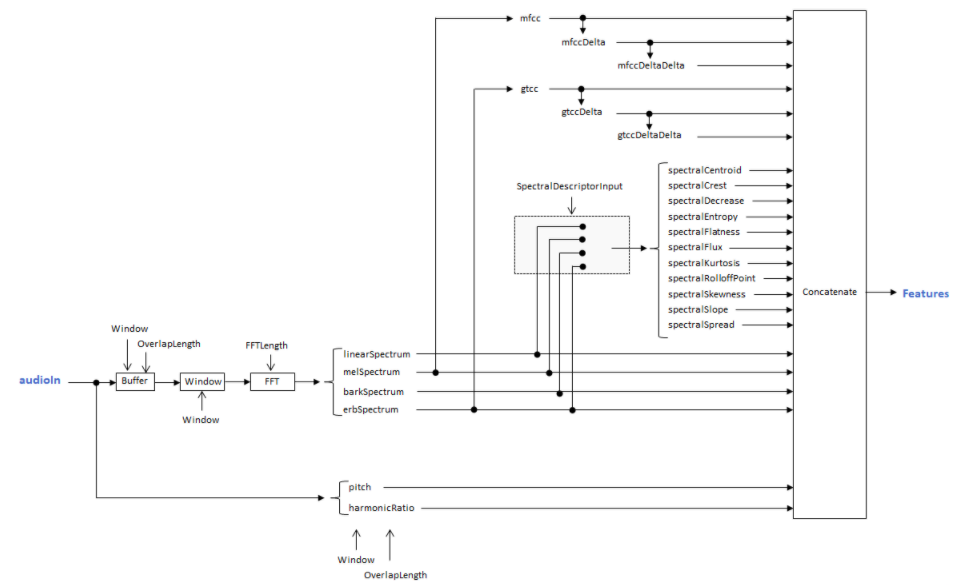 mfcc
mfccDelta
mfccDeltaDelta
gtcc
gtccDelta
gtccDeltaDelta
SpectralDescriptorInput
spectralCentroid
spectralCrest
spectralDecrease
spectralEntropy
spectralFlatness
spectralFlux
spectralKurtosis
spectralRolloffPoint
spectralSkewness
spectralSlope
spectralSpread
Concatenate
Features
Window
OverlapLength
FFTLength
audioIn
Buffer
Window
FFT
Window
linearSpectrum
melSpectrum
barkSpectrum
erbSpectrum
pitch
harmonicRatio
Window
OverlapLength